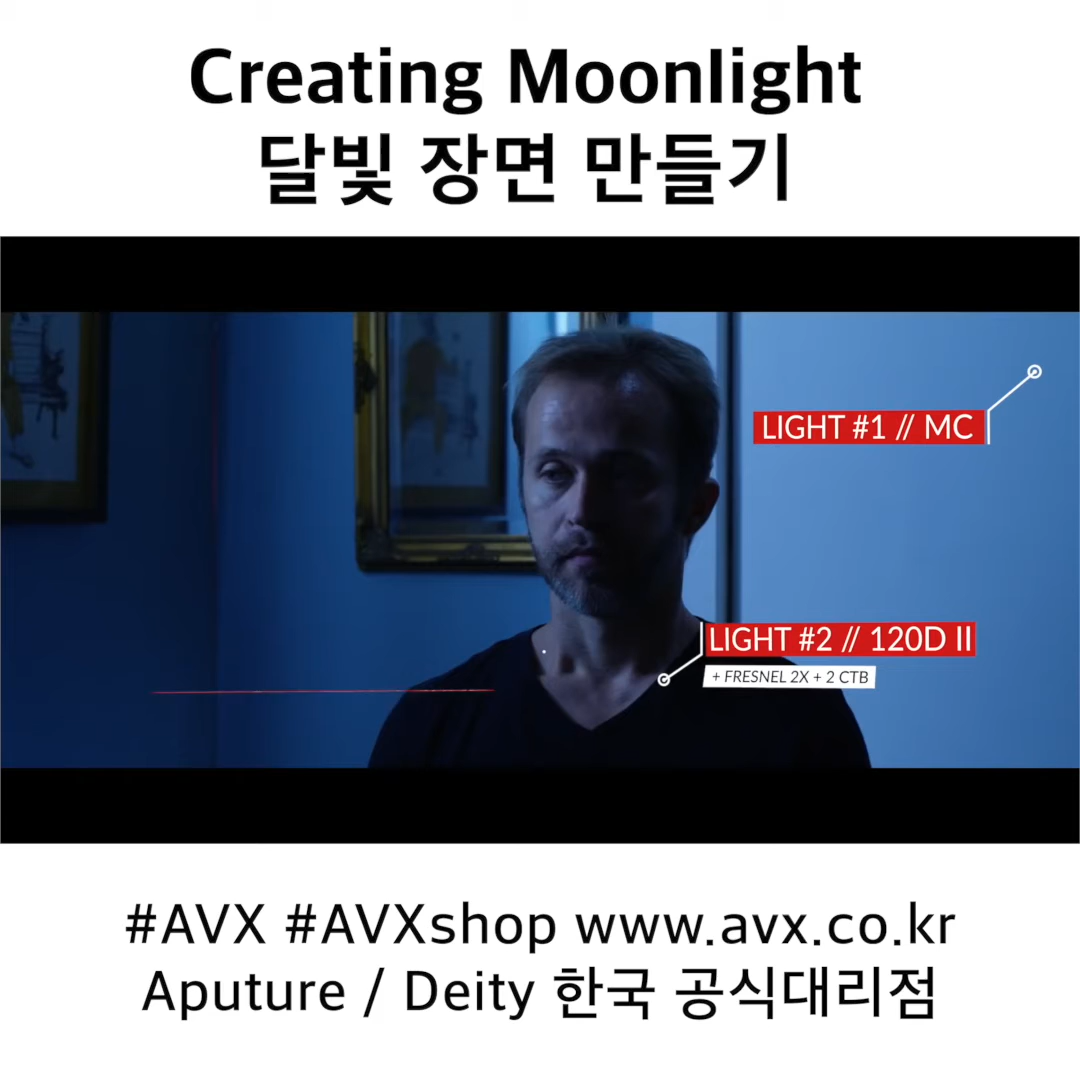 Creating Moonlight
달빛 장면 만들기
LIGHT #1 // MC
LIGHT #2 // 120D II
+ FRESNEL 2X + 2 CTB
#AVX #AVXshop www.avx.co.kr
Aputure / Deity 한국 공식대리점